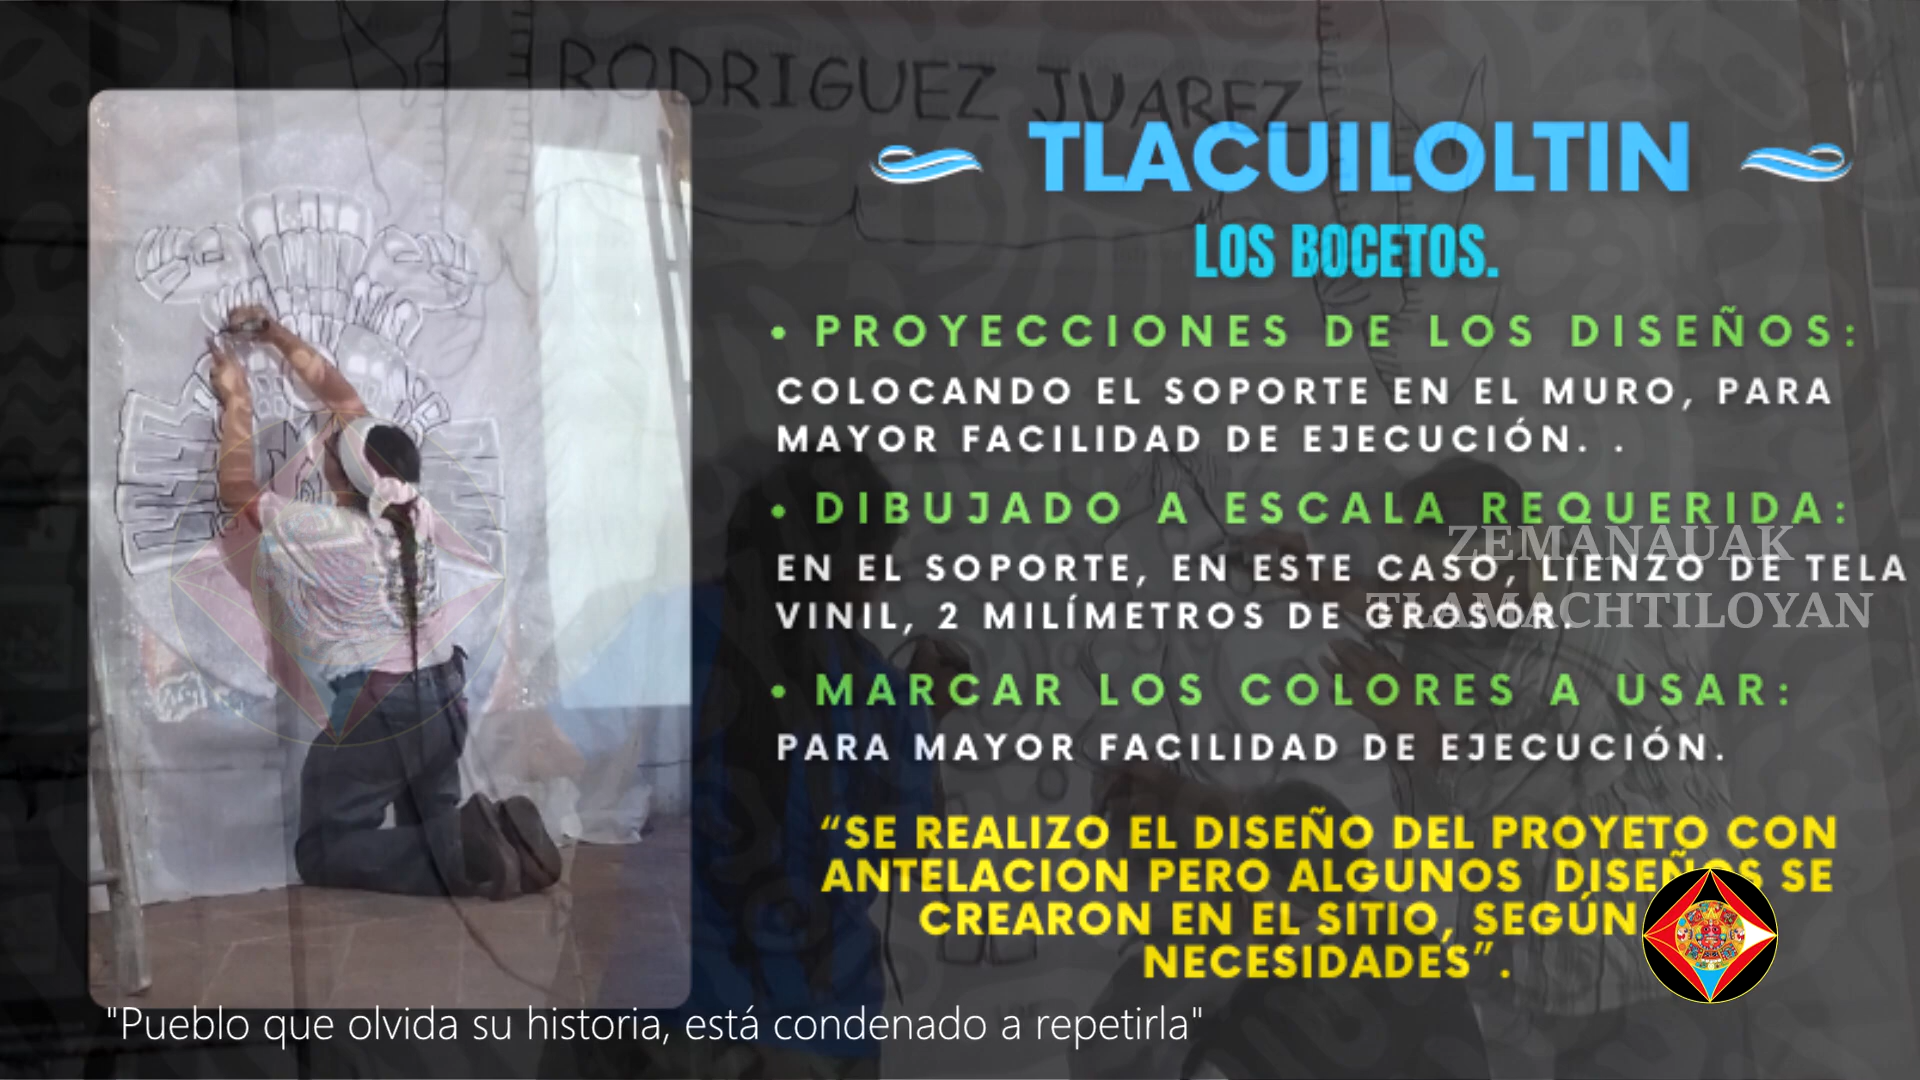 RODRIGUEZ JUAREZ
TLACUILOLTIN
LOS BOCETOS.
• PROYECCIONES DE LOS DISEÑOS:
COLOCANDO EL SOPORTE EN EL MURO, PARA
MAYOR FACILIDAD DE EJECUCIÓN. .
• DIBUJADO A ESCALA REQUERIDA:
EN EL SOPORTE, EN ESTE CASO, LIENZO DE TELA
VINIL, 2 MILÍMETROS DE GROSOR.
ZEMANAUAK
TLAMACHTILOYAN
• MARCAR LOS COLORES A USAR:
PARA MAYOR FACILIDAD DE EJECUCIÓN.
“SE REALIZO EL DISEÑO DEL PROYETO CON
ANTELACION PERO ALGUNOS DISEÑOS SE
CREARON EN EL SITIO, SEGÚN
NECESIDADES”.
"Pueblo que olvida su historia, está condenado a repetirla"